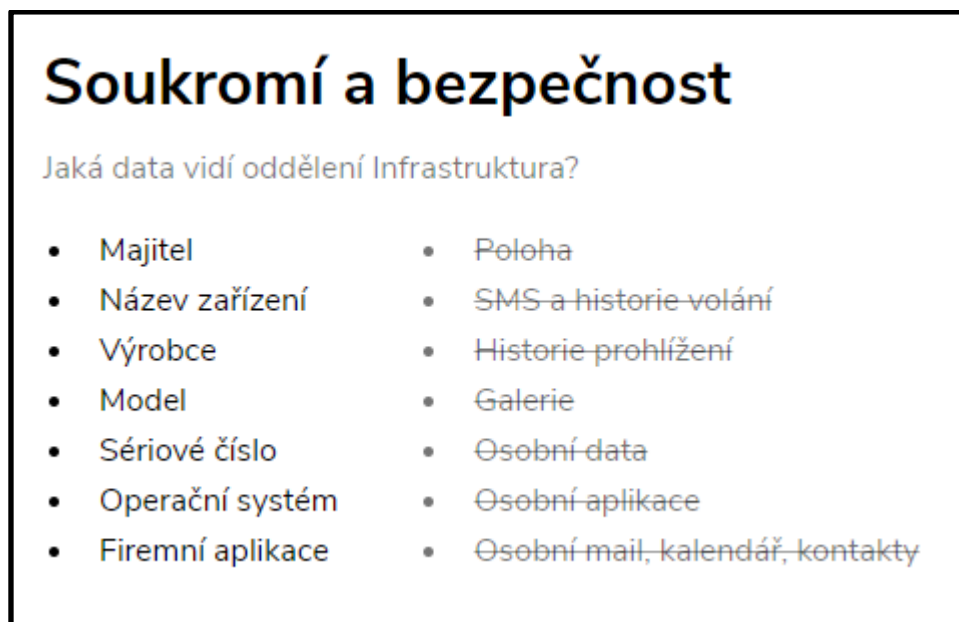 Soukromí a bezpečnost
Jaká data vidí oddělení Infrastruktura?
• Majitel
• Název zařízení
• Výrobce
• Model
• Sériové číslo
• Operační systém
• Firemní aplikace
• Poloha
• SMS a historie volání
• Historie prohlížení
• Galerie
• Osobní data
• Osobní aplikace
• Osobní mail, kalendář, kontakty